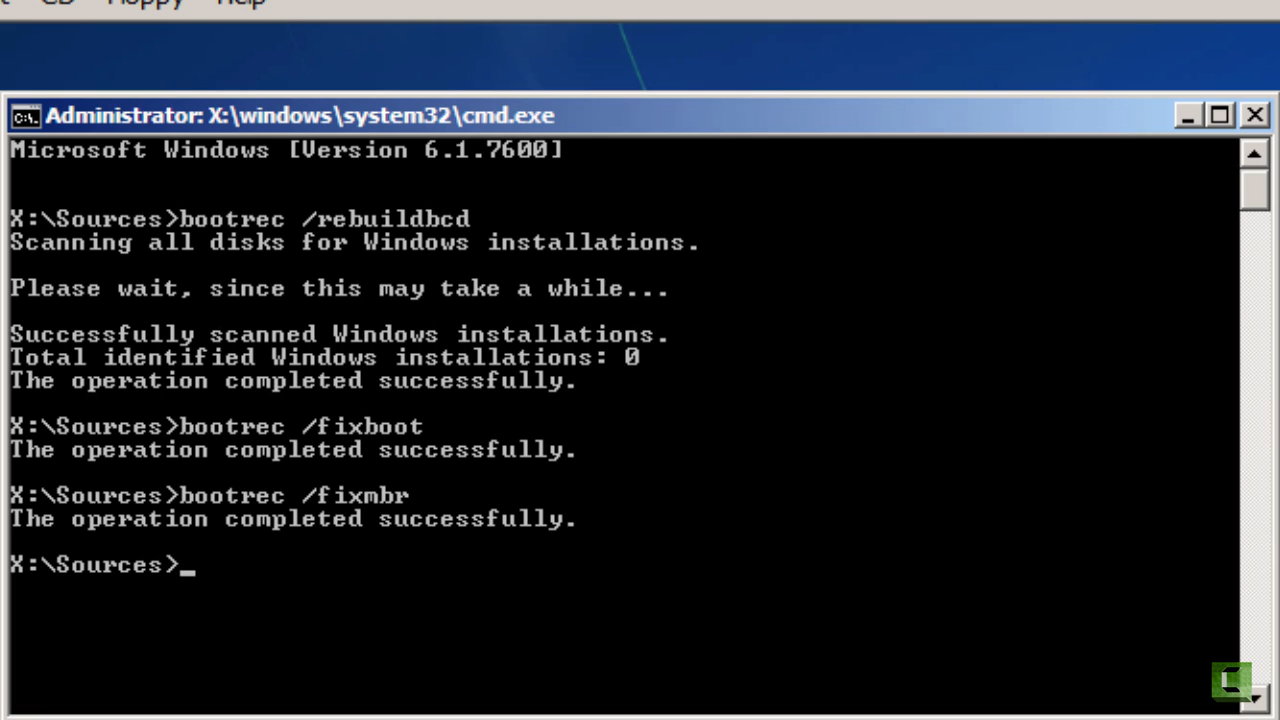 Floppy Help
Administrator: X:\windows\system32\cmd.exe
Microsoft Windows [Version 6.1.7600]
X:\Sources>bootrec /rebuildbcd
Scanning all disks for Windows installations.
Please wait, since this may take a while...
Successfully scanned Windows installations.
Total identified Windows installations: 0
The operation completed successfully.
X:\Sources>bootrec /fixboot
The operation completed successfully.
X:\Sources>bootrec /fixmbr
The operation completed successfully.
X:\Sources>_